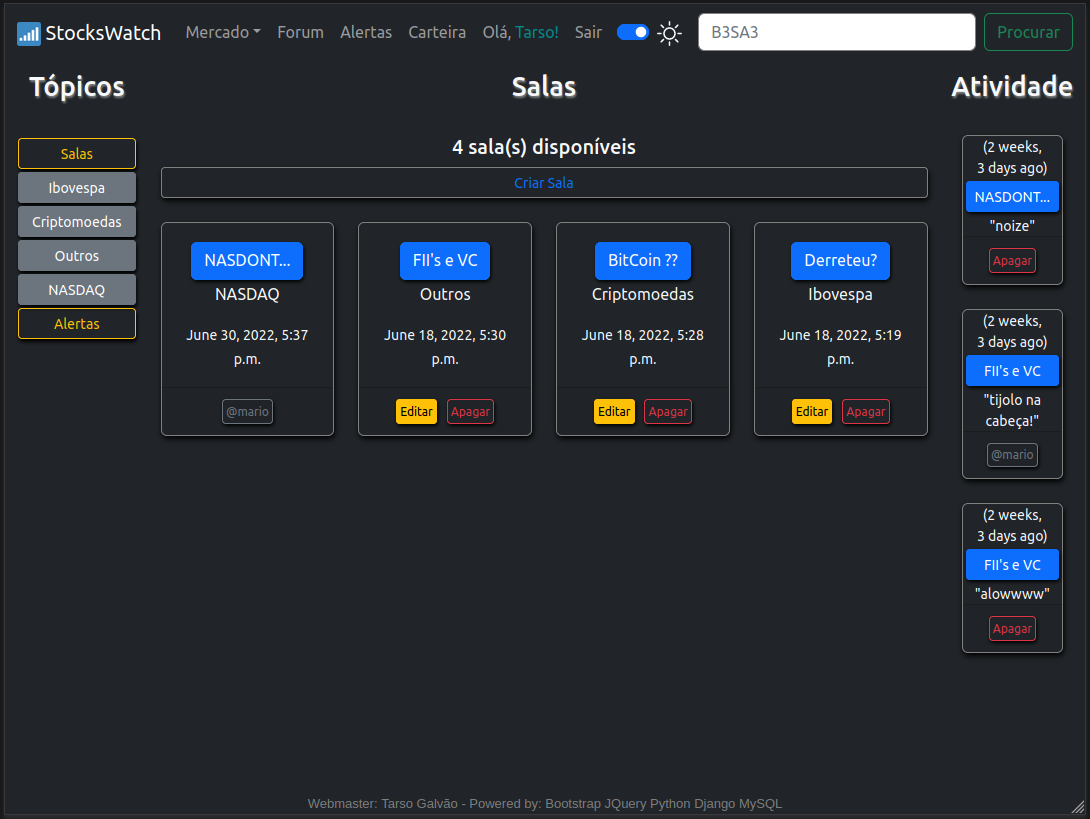 StocksWatch Mercado Forum Alertas Carteira Olá, Tarso! Sair B3SA3 Procurar
Tópicos
Salas
Ibovespa
Criptomoedas
Outros
NASDAQ
Alertas
Salas
4 sala(s) disponíveis
Criar Sala
NASDONT...
NASDAQ
June 30, 2022, 5:37
p.m.
@mario
FII's e VC
Outros
June 18, 2022, 5:30
p.m.
Editar Apagar
BitCoin ??
Criptomoedas
June 18, 2022, 5:28
p.m.
Editar Apagar
Derreteu?
Ibovespa
June 18, 2022, 5:19
p.m.
Editar Apagar
Atividade
(2 weeks,
3 days ago)
NASDONT...
"noize"
Apagar
(2 weeks,
3 days ago)
FII's e VC
"tijolo na
cabeça!"
@mario
(2 weeks,
3 days ago)
FII's e VC
"alowwww"
Apagar
Webmaster: Tarso Galvão - Powered by: Bootstrap JQuery Python Django MySQL